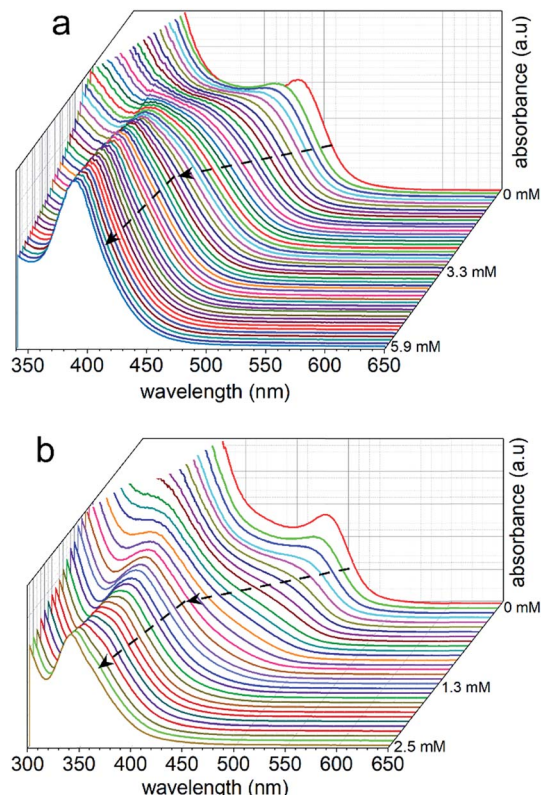 a
absorbance (a.u)
0 mM
3.3 mM
5.9 mM
350 400 450 500 550 600 650
wavelength (nm)
b
absorbance (a.u)
0 mM
1.3 mM
2.5 mM
300 350 400 450 500 550 600 650
wavelength (nm)